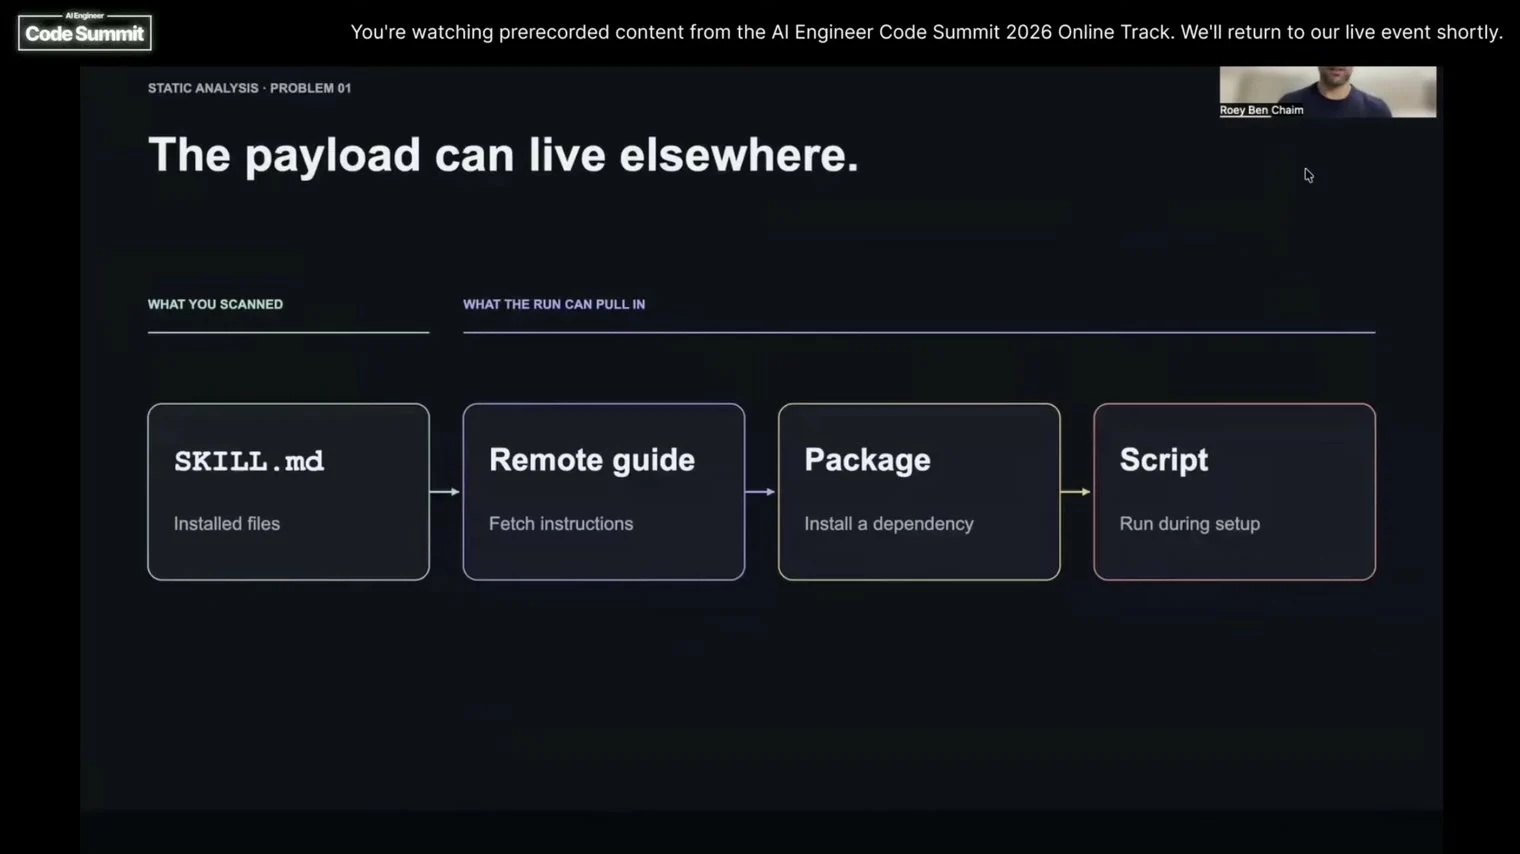 AI Engineer
Code Summit
You're watching prerecorded content from the AI Engineer Code Summit 2026 Online Track. We'll return to our live event shortly.
STATIC ANALYSIS · PROBLEM 01
Roey Ben Chaim
The payload can live elsewhere.
WHAT YOU SCANNED
WHAT THE RUN CAN PULL IN
SKILL.md
Installed files
Remote guide
Fetch instructions
Package
Install a dependency
Script
Run during setup